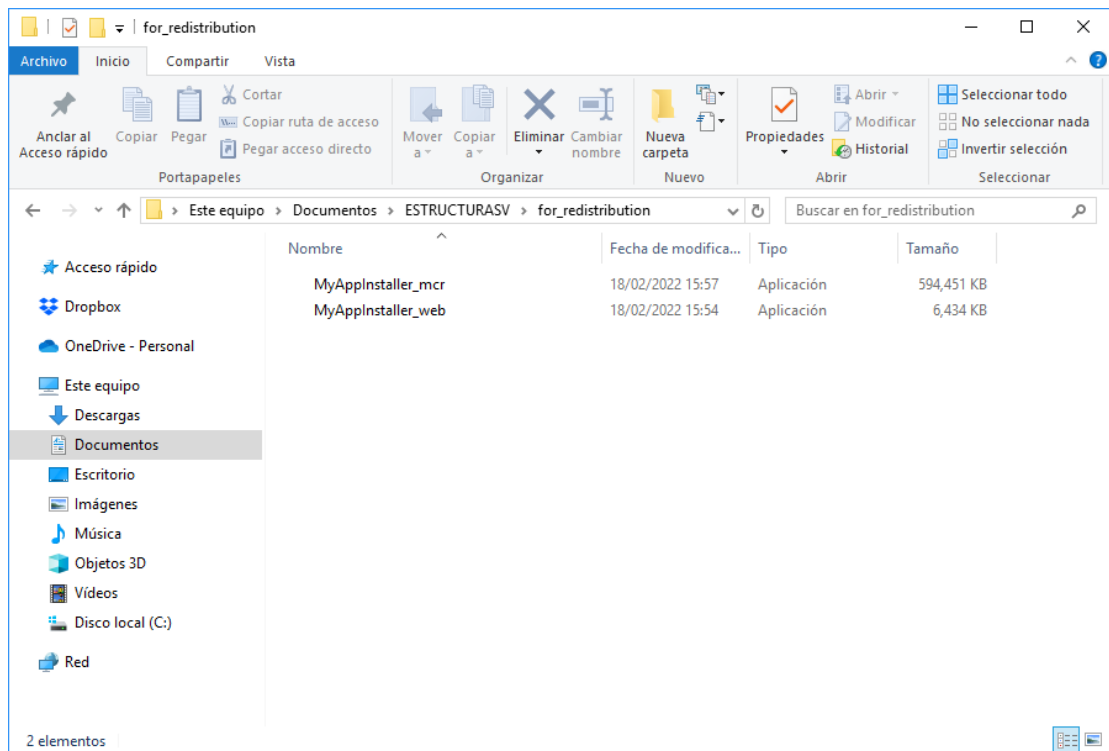 for_redistribution
Archivo Inicio Compartir Vista
Anclar al Acceso rápido
Copiar
Pegar
Cortar
Copiar ruta de acceso
Pegar acceso directo
Portapapeles
Mover a
Copiar a
Eliminar
Cambiar nombre
Organizar
Nueva carpeta
Nuevo
Propiedades
Abrir
Modificar
Historial
Abrir
Seleccionar todo
No seleccionar nada
Invertir selección
Seleccionar
Este equipo > Documentos > ESTRUCTURASV > for_redistribution
Buscar en for_redistribution
Nombre Fecha de modifica... Tipo Tamaño
MyAppInstaller_mcr 18/02/2022 15:57 Aplicación 594,451 KB
MyAppInstaller_web 18/02/2022 15:54 Aplicación 6,434 KB
Acceso rápido
Dropbox
OneDrive - Personal
Este equipo
Descargas
Documentos
Escritorio
Imágenes
Música
Objetos 3D
Vídeos
Disco local (C:)
Red
2 elementos